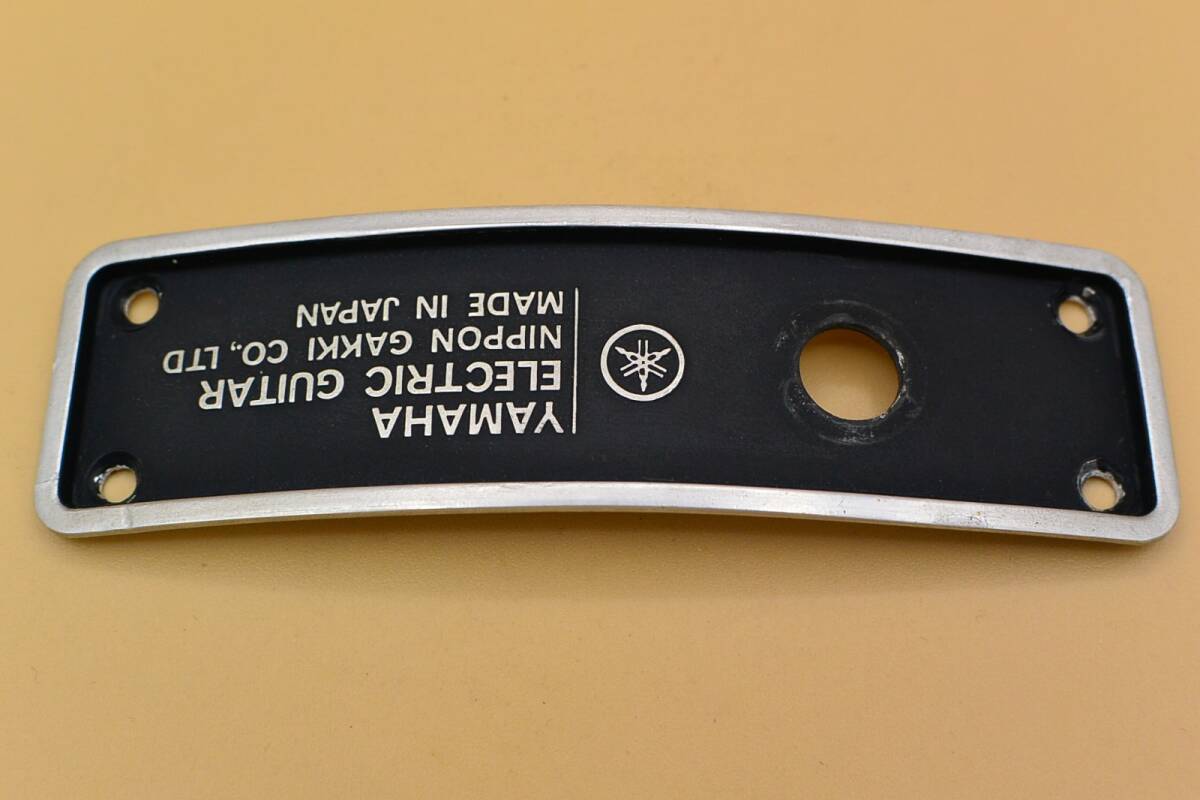 YAMAHA
ELECTRIC GUITAR
NIPPON GAKKI CO., LTD
MADE IN JAPAN